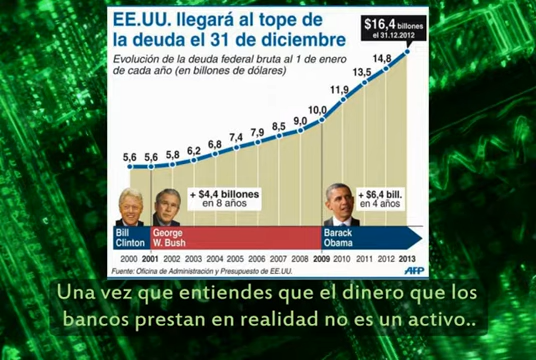 EE.UU. llegará al tope de
la deuda el 31 de diciembre
$16,4 billones
el 31.12.2012
Evolución de la deuda federal bruta al 1 de enero
de cada año (en billones de dólares)
5,6 5,6 5,8 6,2 6,8 7,4 7,9 8,5 9,0 10,0 11,9 13,5 14,8
+ $4,4 billones
en 8 años
+ $6,4 bill.
en 4 años
Bill
Clinton
George
W. Bush
Barack
Obama
2000 2001 2002 2003 2004 2005 2006 2007 2008 2009 2010 2011 2012 2013
Fuente: Oficina de Administración y Presupuesto de EE.UU.
AFP
Una vez que entiendes que el dinero que los
bancos prestan en realidad no es un activo..